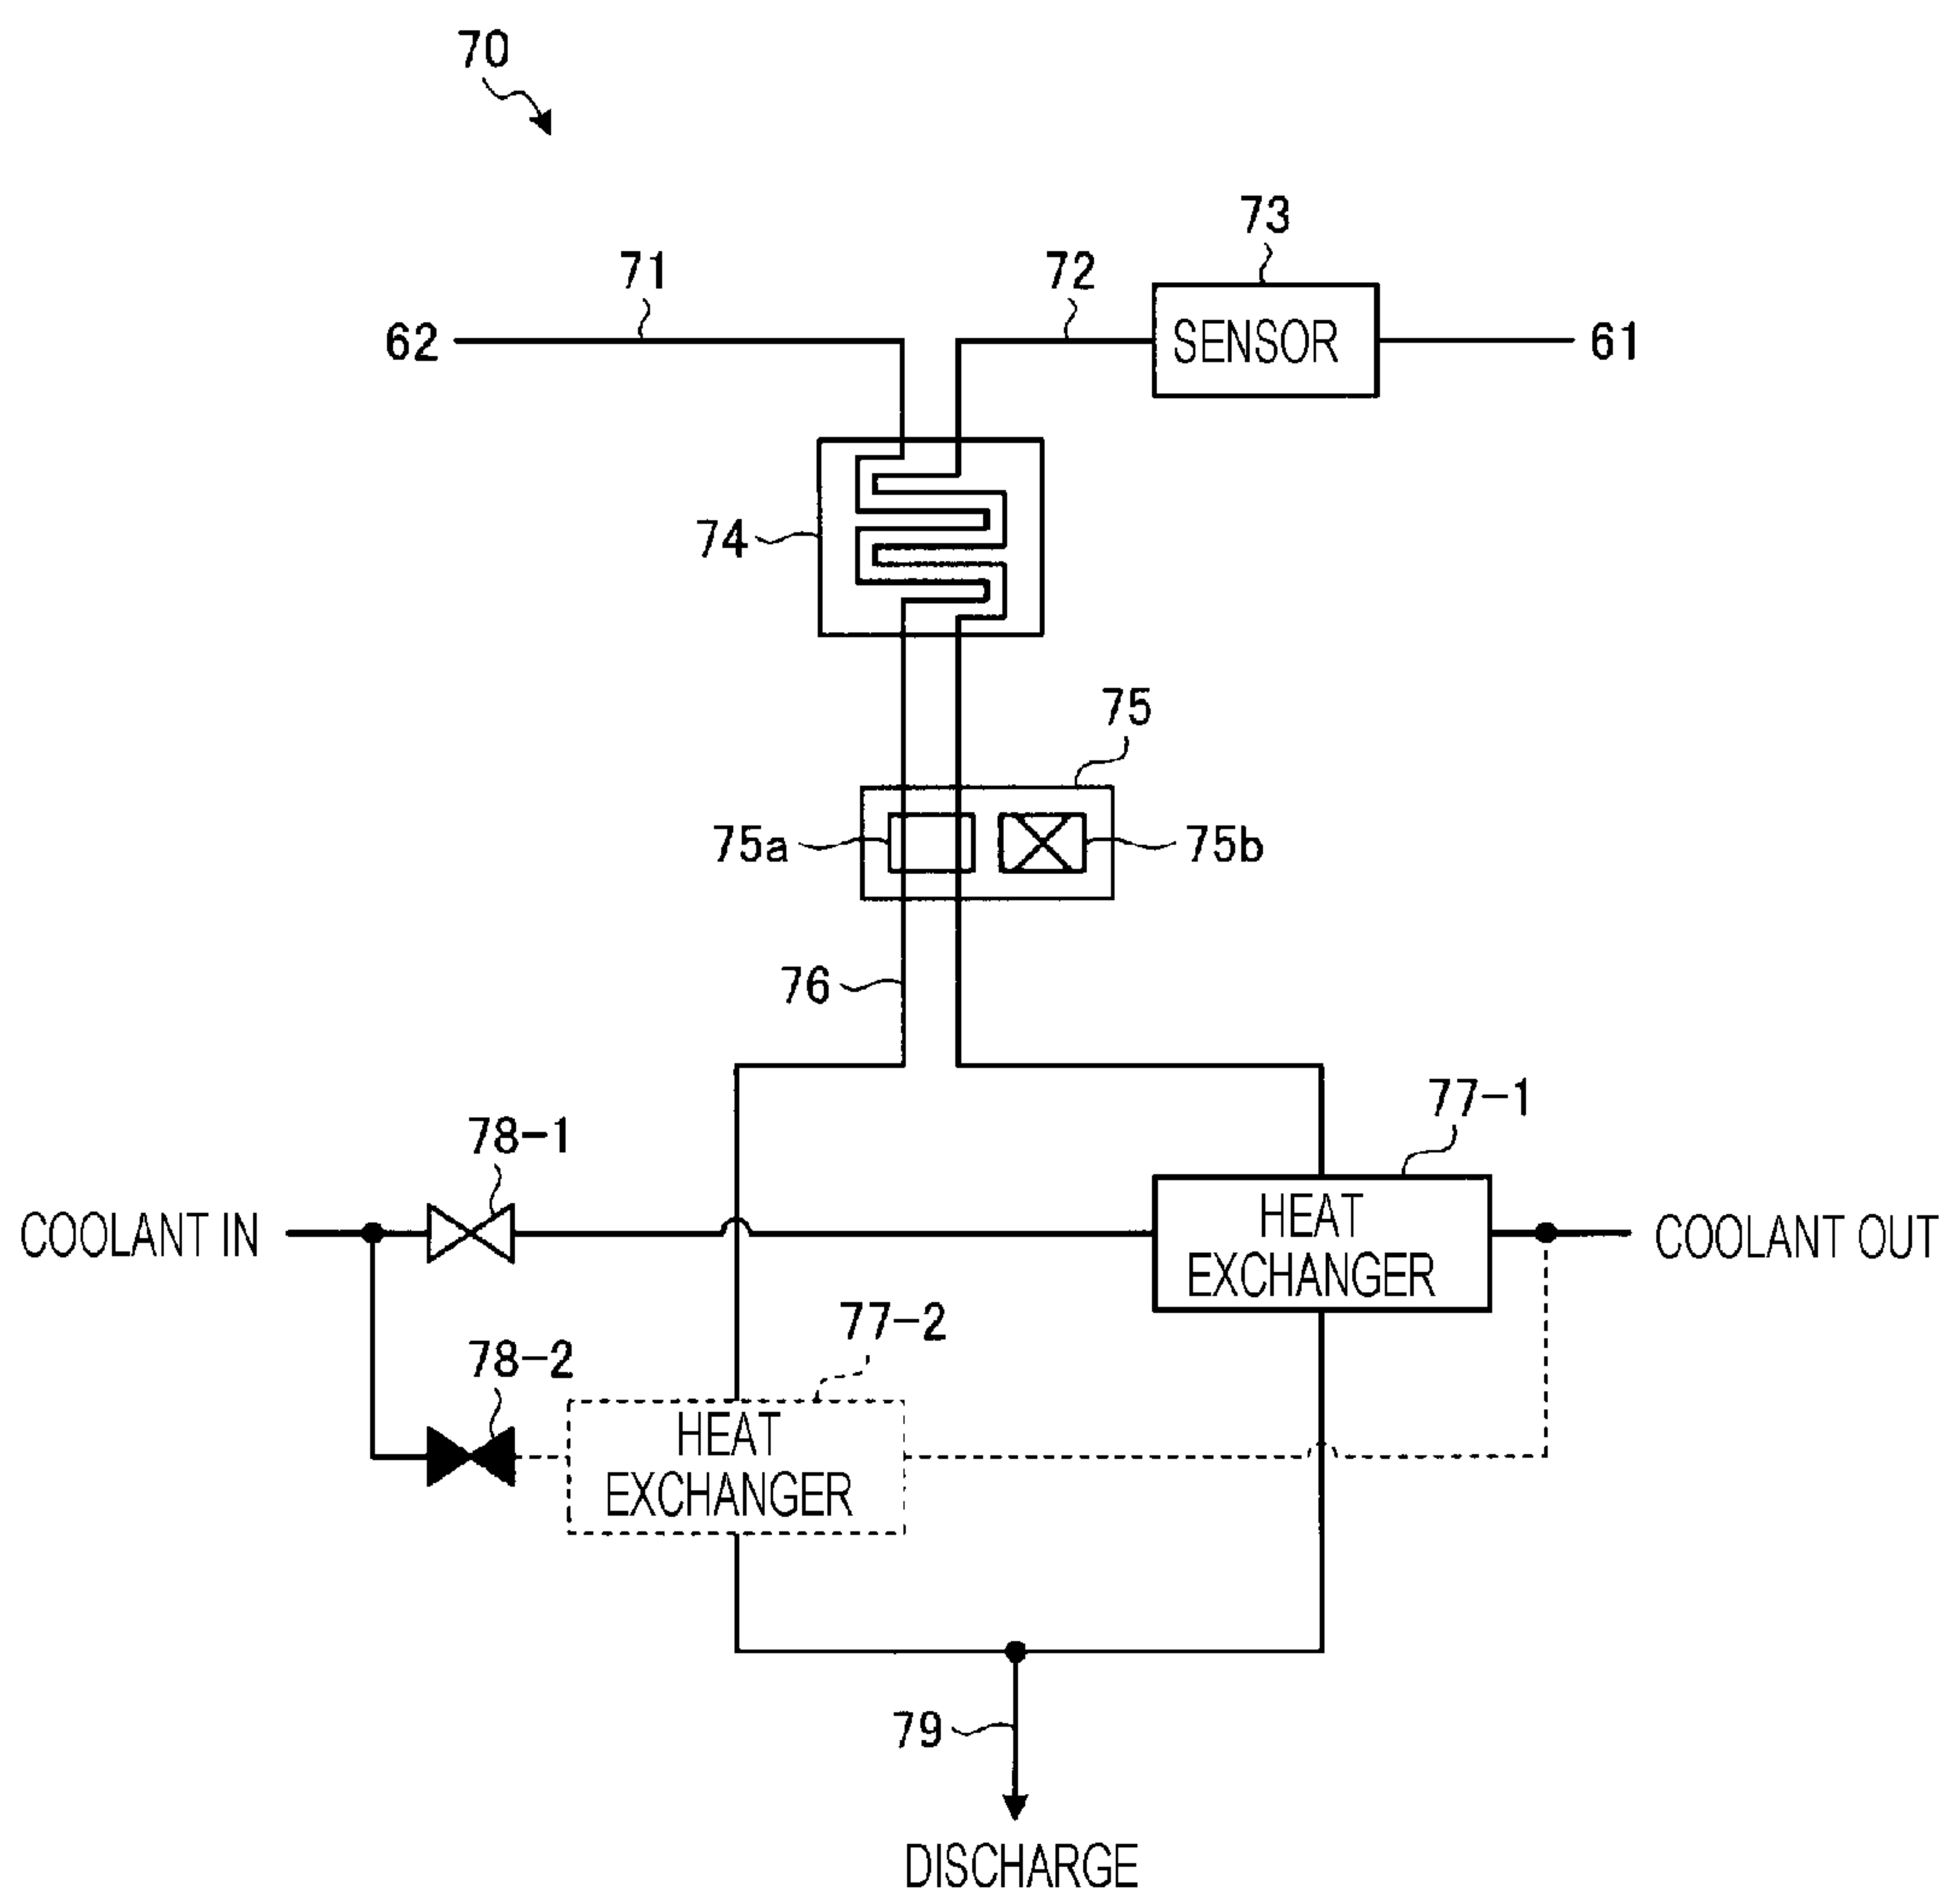 70
73
71
72
62
SENSOR
61
74
75
75a
75b
76
77-1
78-1
COOLANT IN
HEAT
EXCHANGER
COOLANT OUT
77-2
78-2
HEAT
EXCHANGER
79
DISCHARGE